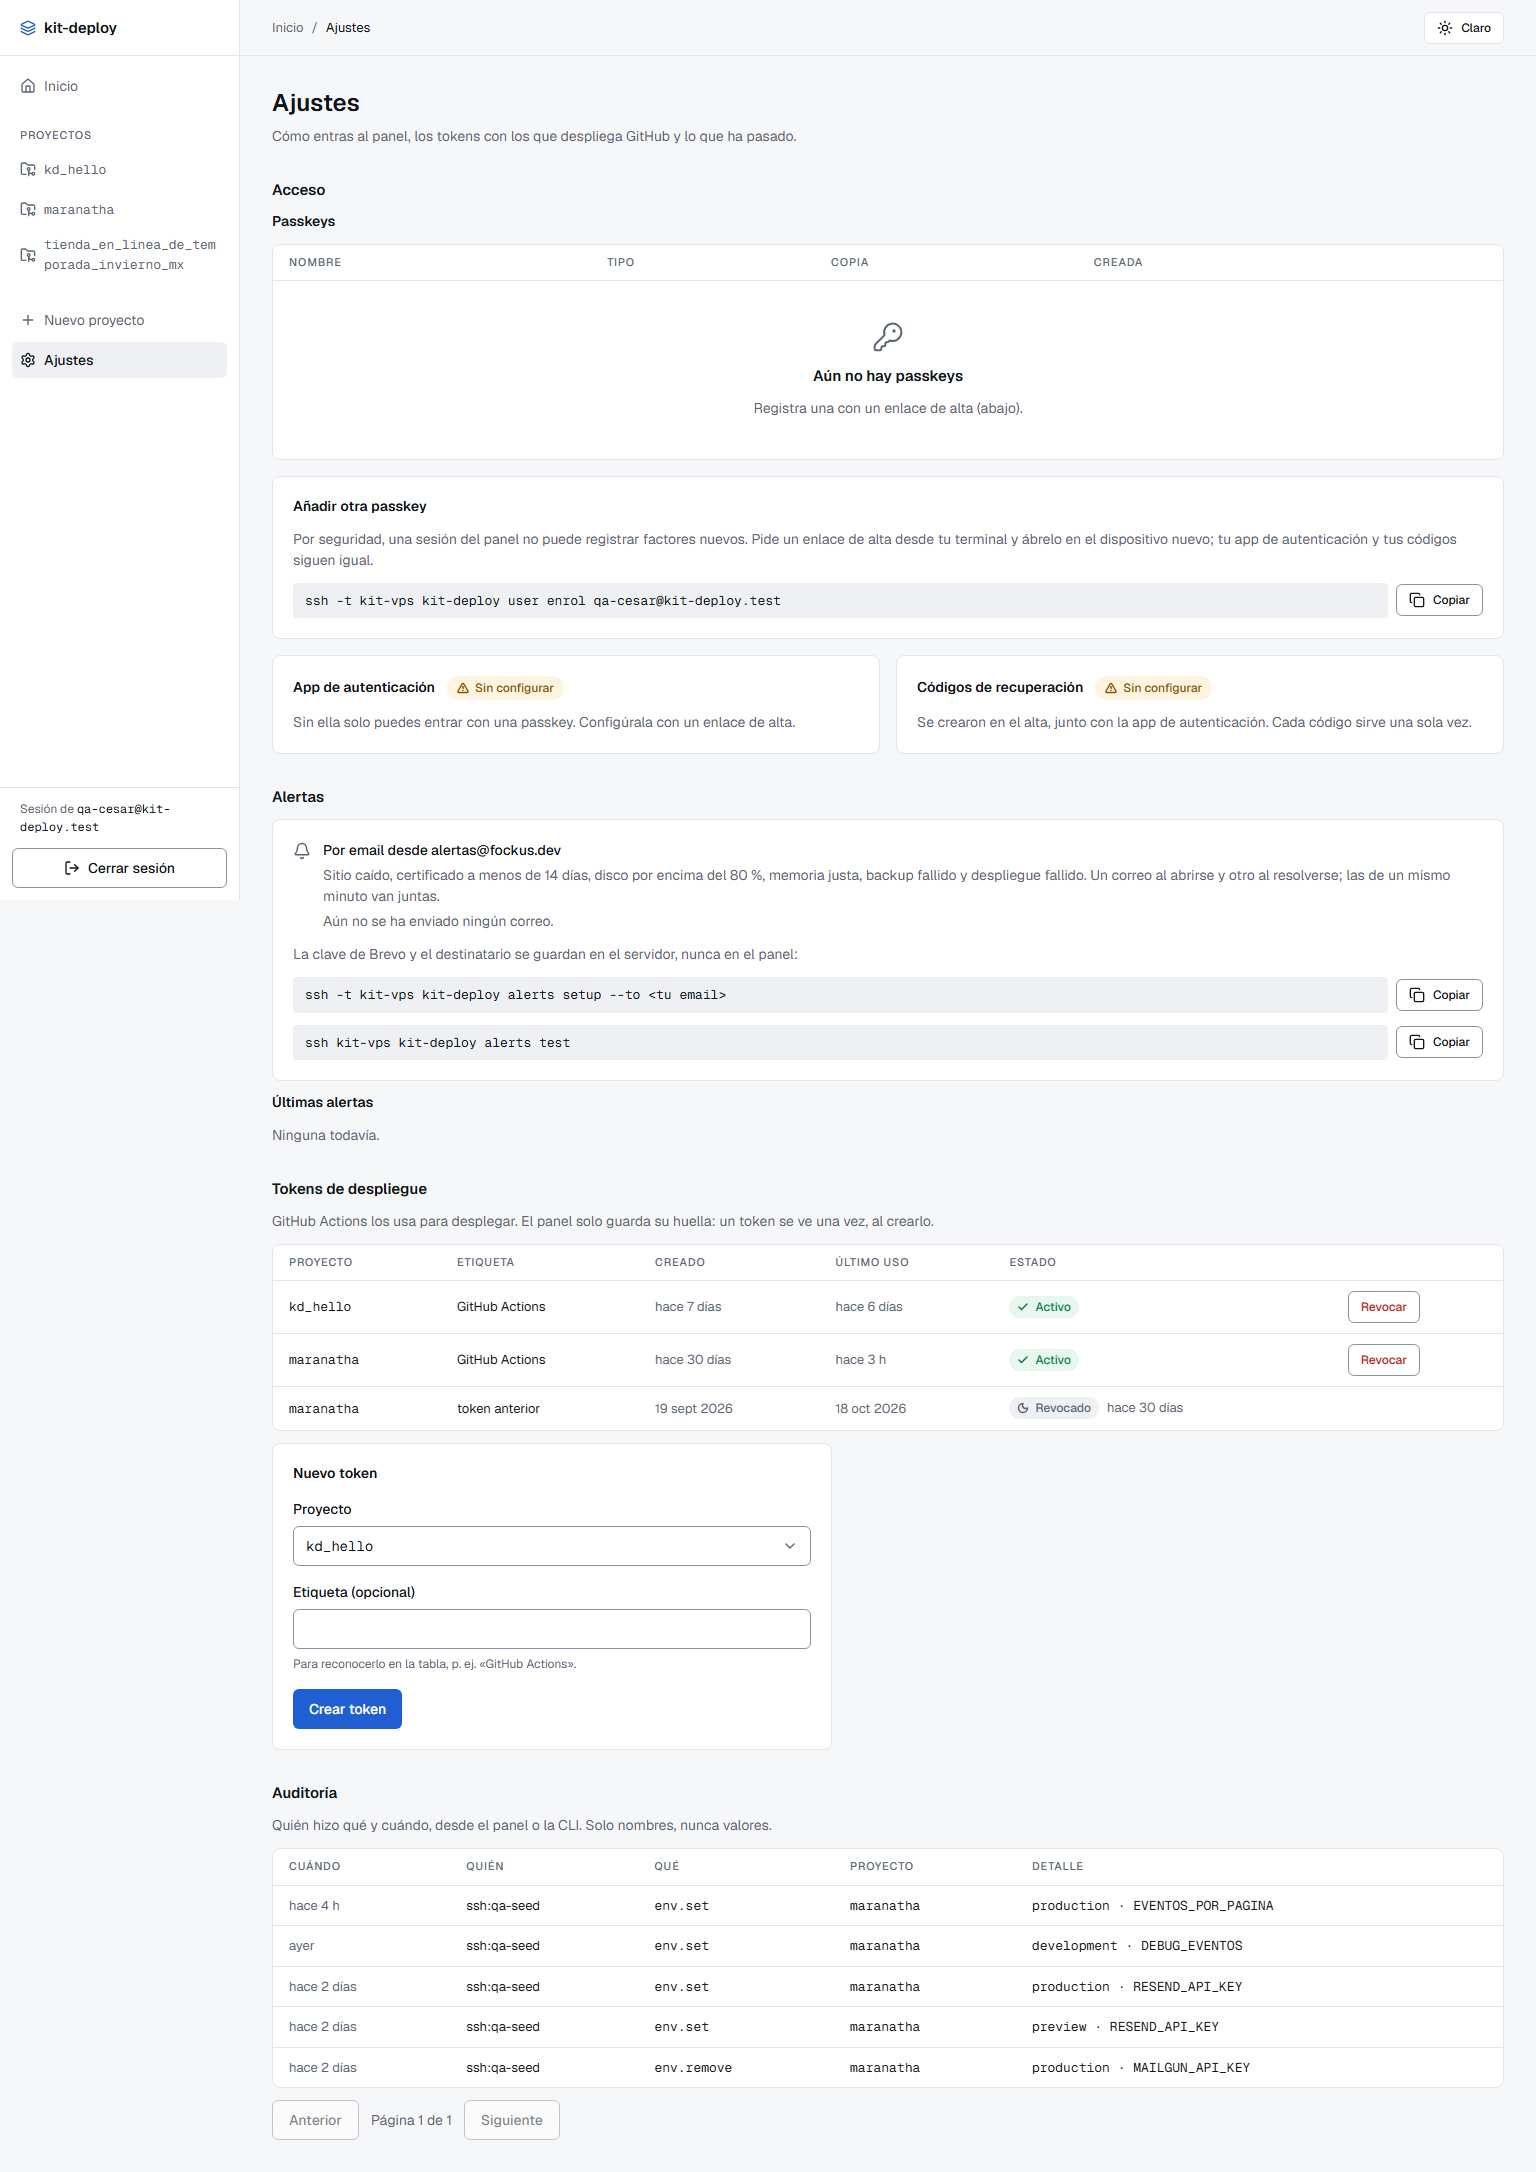 kit-deploy
Inicio / Ajustes
Claro
Inicio
PROYECTOS
kd_hello
maranatha
tienda_en_linea_de_tem
porada_invierno_mx
Nuevo proyecto
Ajustes
Sesión de qa-cesar@kit-
deploy.test
Cerrar sesión
Ajustes
Cómo entras al panel, los tokens con los que despliega GitHub y lo que ha pasado.
Acceso
Passkeys
NOMBRE TIPO COPIA CREADA
Aún no hay passkeys
Registra una con un enlace de alta (abajo).
Añadir otra passkey
Por seguridad, una sesión del panel no puede registrar factores nuevos. Pide un enlace de alta desde tu terminal y ábrelo en el dispositivo nuevo; tu app de autenticación y tus códigos
siguen igual.
ssh -t kit-vps kit-deploy user enrol qa-cesar@kit-deploy.test
Copiar
App de autenticación Sin configurar
Sin ella solo puedes entrar con una passkey. Configúrala con un enlace de alta.
Códigos de recuperación Sin configurar
Se crearon en el alta, junto con la app de autenticación. Cada código sirve una sola vez.
Alertas
Por email desde alertas@fockus.dev
Sitio caído, certificado a menos de 14 días, disco por encima del 80 %, memoria justa, backup fallido y despliegue fallido. Un correo al abrirse y otro al resolverse; las de un mismo
minuto van juntas.
Aún no se ha enviado ningún correo.
La clave de Brevo y el destinatario se guardan en el servidor, nunca en el panel:
ssh -t kit-vps kit-deploy alerts setup --to <tu email>
Copiar
ssh kit-vps kit-deploy alerts test
Copiar
Últimas alertas
Ninguna todavía.
Tokens de despliegue
GitHub Actions los usa para desplegar. El panel solo guarda su huella: un token se ve una vez, al crearlo.
PROYECTO ETIQUETA CREADO ÚLTIMO USO ESTADO
kd_hello GitHub Actions hace 7 días hace 6 días Activo Revocar
maranatha GitHub Actions hace 30 días hace 3 h Activo Revocar
maranatha token anterior 19 sept 2026 18 oct 2026 Revocado hace 30 días
Nuevo token
Proyecto
kd_hello
Etiqueta (opcional)
Para reconocerlo en la tabla, p. ej. «GitHub Actions».
Crear token
Auditoría
Quién hizo qué y cuándo, desde el panel o la CLI. Solo nombres, nunca valores.
CUÁNDO QUIÉN QUÉ PROYECTO DETALLE
hace 4 h ssh:qa-seed env.set maranatha production · EVENTOS_POR_PAGINA
ayer ssh:qa-seed env.set maranatha development · DEBUG_EVENTOS
hace 2 días ssh:qa-seed env.set maranatha production · RESEND_API_KEY
hace 2 días ssh:qa-seed env.set maranatha preview · RESEND_API_KEY
hace 2 días ssh:qa-seed env.remove maranatha production · MAILGUN_API_KEY
Anterior Página 1 de 1 Siguiente